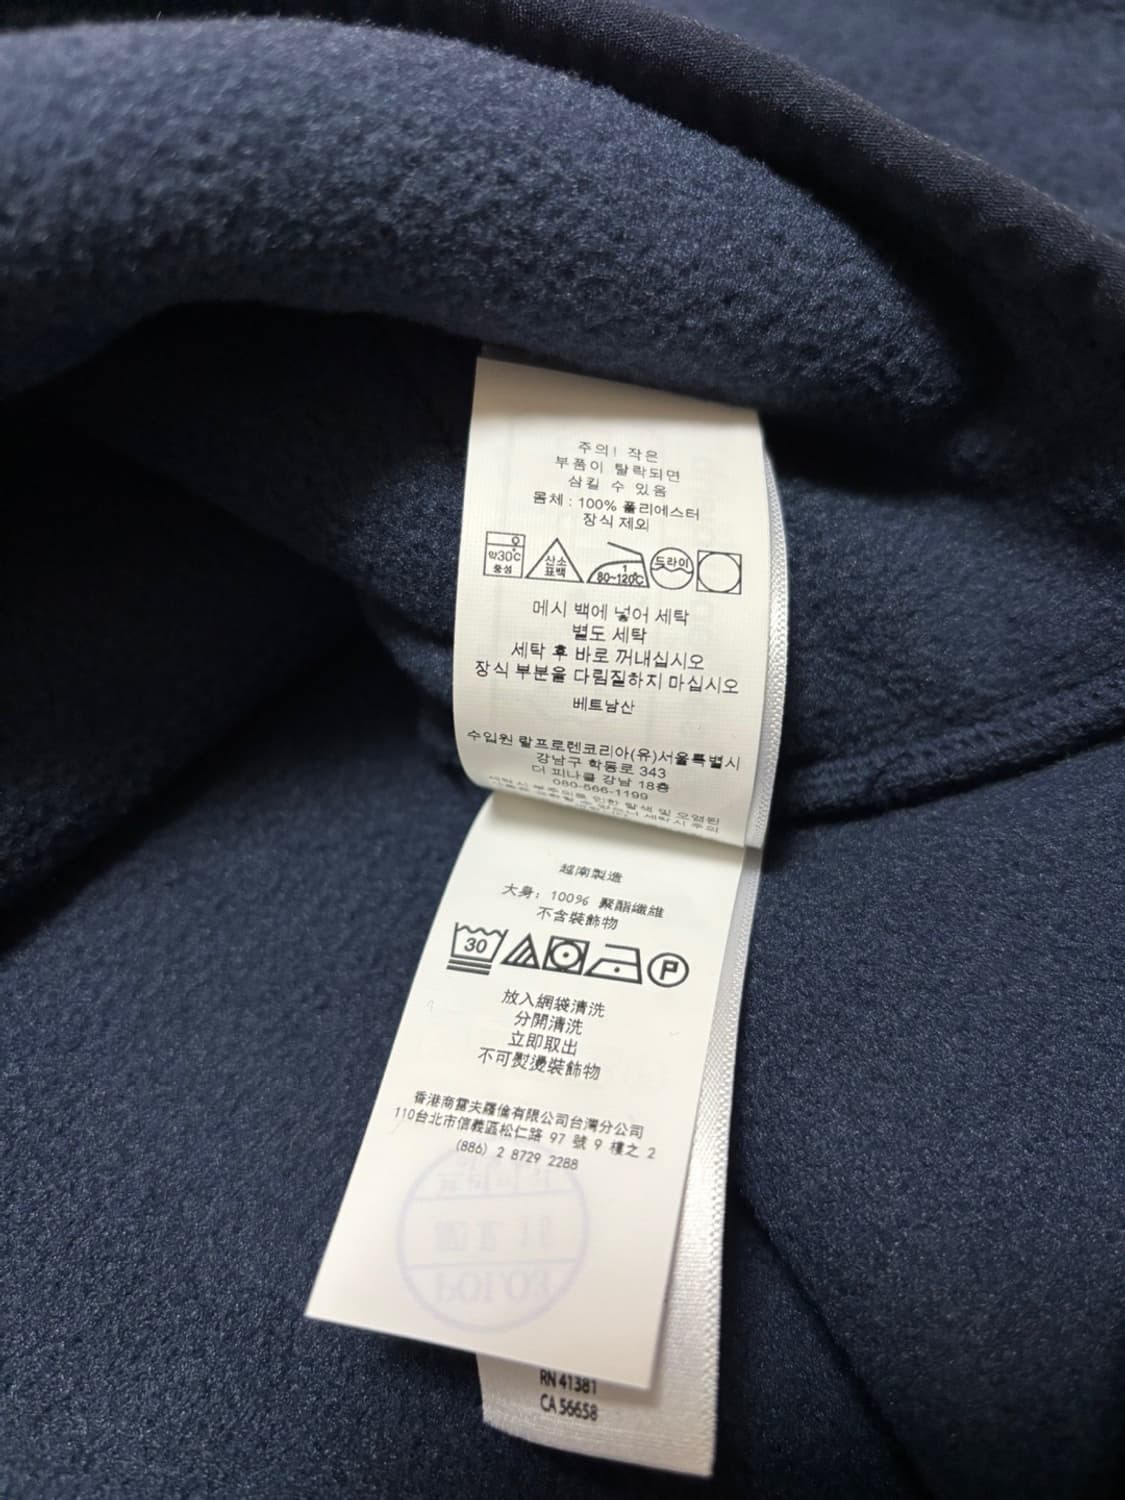 주의! 작은
부품이 탈락되면
삼킬 수 있음
몸체 : 100% 폴리에스터
장식 제외
약30℃ 중성
산소 표백
1 80~120℃
드라이
메시 백에 넣어 세탁
별도 세탁
세탁 후 바로 꺼내십시오
장식 부분을 다림질하지 마십시오
베트남산
수입원 랄프로렌코리아(유)서울특별시
강남구 학동로 343
더 피나클 강남 18층
080-566-1199
越南製造
大身: 100% 聚酯纖維
不含裝飾物
30 P
放入網袋清洗
分開清洗
立即取出
不可熨燙裝飾物
香港商雷夫羅倫有限公司台灣分公司
110台北市信義區松仁路 97 號 9 樓之 2
(886) 2 8729 2288
RN 41381
CA 56658